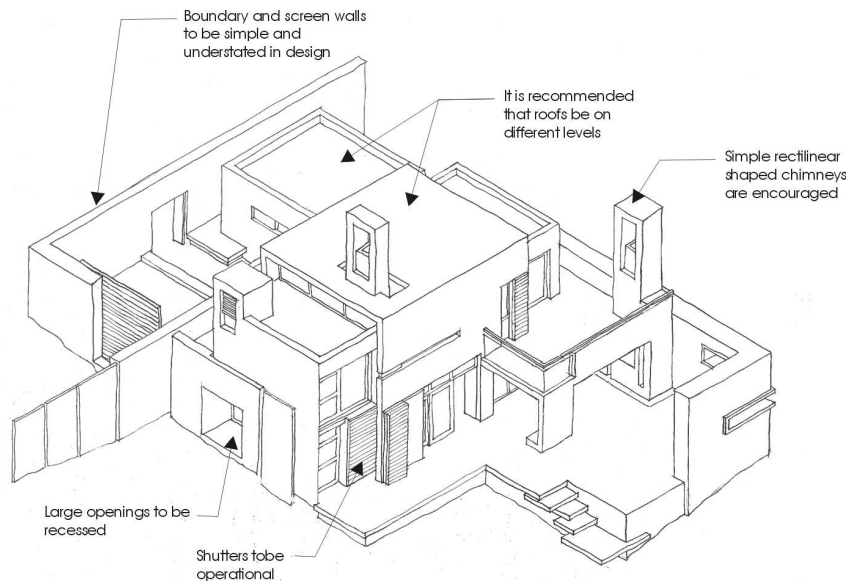 Boundary and screen walls
to be simple and
understated in design
It is recommended
that roofs be on
different levels
Simple rectilinear
shaped chimneys
are encouraged
Large openings to be
recessed
Shutters tobe
operational